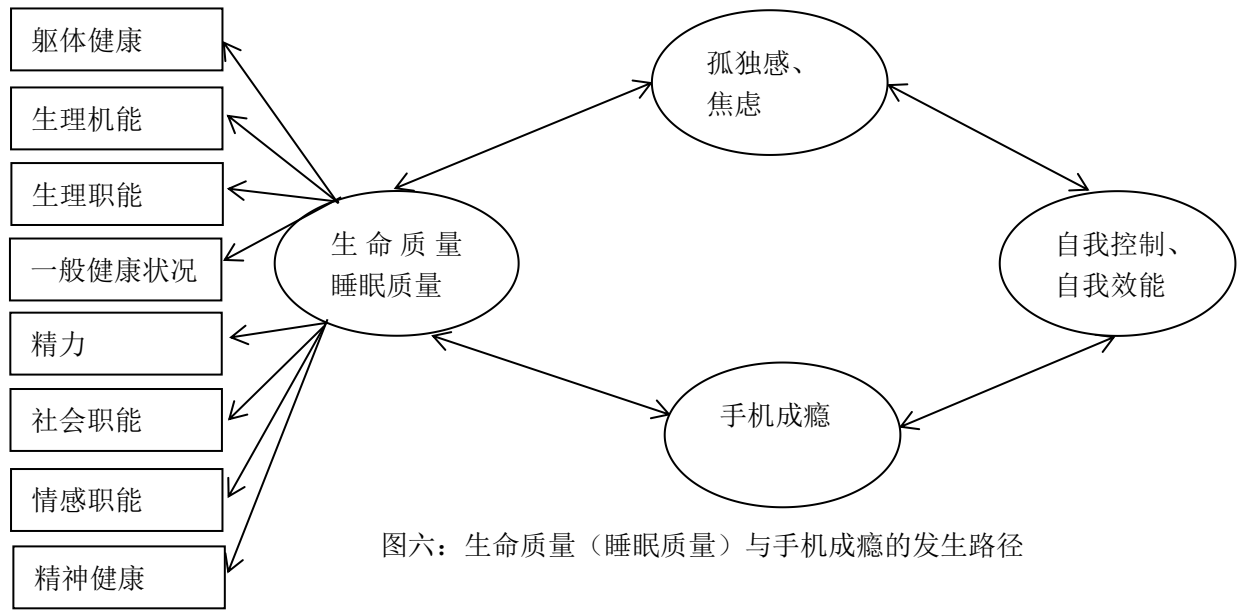 躯体健康
生理机能
生理职能
一般健康状况
精力
社会职能
情感职能
精神健康
生命质量
睡眠质量
孤独感、
焦虑
自我控制、
自我效能
手机成瘾
图六：生命质量（睡眠质量）与手机成瘾的发生路径